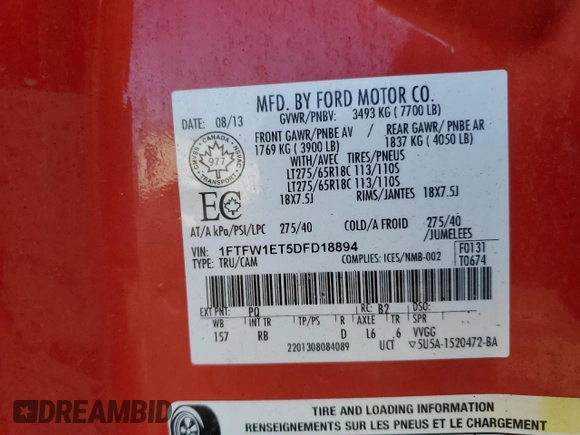 MFD. BY FORD MOTOR CO.
DATE: 08/13
GVWR/PNBV: 3493 KG ( 7700 LB)
FRONT GAWR/PNBE AV / REAR GAWR/ PNBE AR
1769 KG ( 3900 LB) 1837 KG ( 4050 LB)
WITH/AVEC TIRES/PNEUS
LT275/65R18C 113/110S
LT275/65R18C 113/110S
18X7.5J RIMS/JANTES 18X7.5J
CANADA
977
TRANSPORT
EC
AT/A kPa/PSI/LPC 275/40 COLD/A FROID 275/40
/JUMELEES
VIN: 1FTFW1ET5DFD18894
TYPE: TRU/CAM COMPLIES: ICES/NMB-002
F0131
T0674
EXT PNT: PQ RC: B2 DSO:
WB INT TR TP/PS R AXLE TR SPR
157 RB D L6 6 VVGG
2201308084089 UCT 5U5A-1520472-BA
DREAMBID
TIRE AND LOADING INFORMATION
RENSEIGNEMENTS SUR LES PNEUS ET LE CHARGEMENT